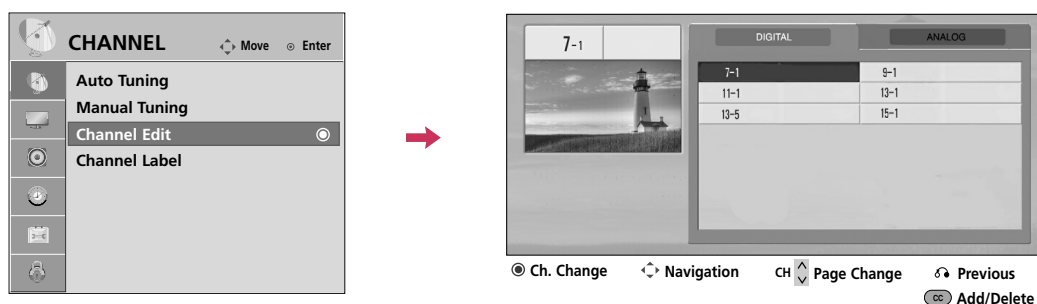 CHANNEL Move Enter
Auto Tuning
Manual Tuning
Channel Edit
Channel Label
7-1
DIGITAL ANALOG
7-1 9-1
11-1 13-1
13-5 15-1
Ch. Change Navigation CH Page Change Previous
CC Add/Delete